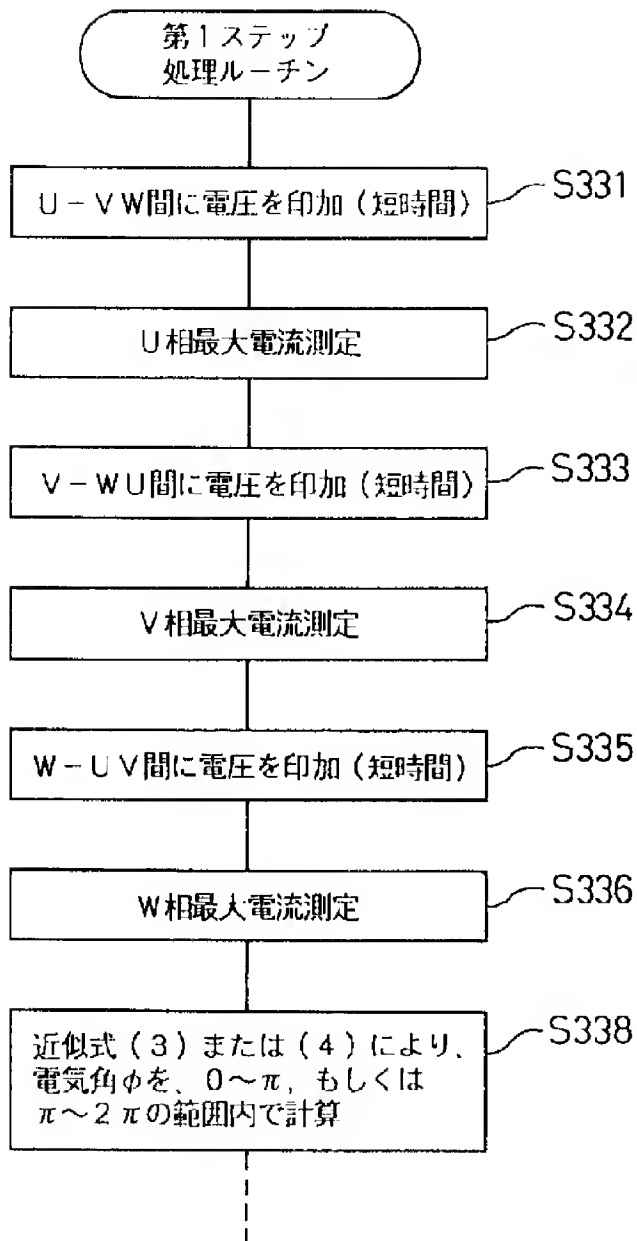 第1ステップ
処理ルーチン
U-VW間に電圧を印加(短時間)
S331
U相最大電流測定
S332
V-WU間に電圧を印加(短時間)
S333
V相最大電流測定
S334
W-UV間に電圧を印加(短時間)
S335
W相最大電流測定
S336
近似式(3)または(4)により、
電気角φを、0～π,もしくは
π～2πの範囲内で計算
S338